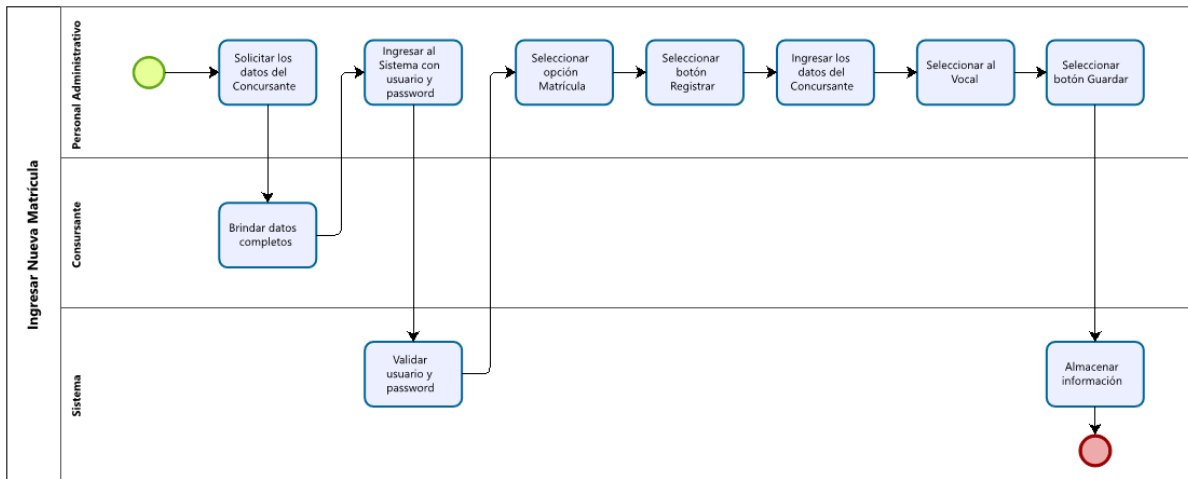 Ingresar Nueva Matrícula
Personal Administrativo
Solicitar los
datos del
Concursante
Ingresar al
Sistema con
usuario y
password
Seleccionar
opción
Matrícula
Seleccionar
botón
Registrar
Ingresar los
datos del
Concursante
Seleccionar al
Vocal
Seleccionar
botón Guardar
Consursante
Brindar datos
completos
Sistema
Validar
usuario y
password
Almacenar
información